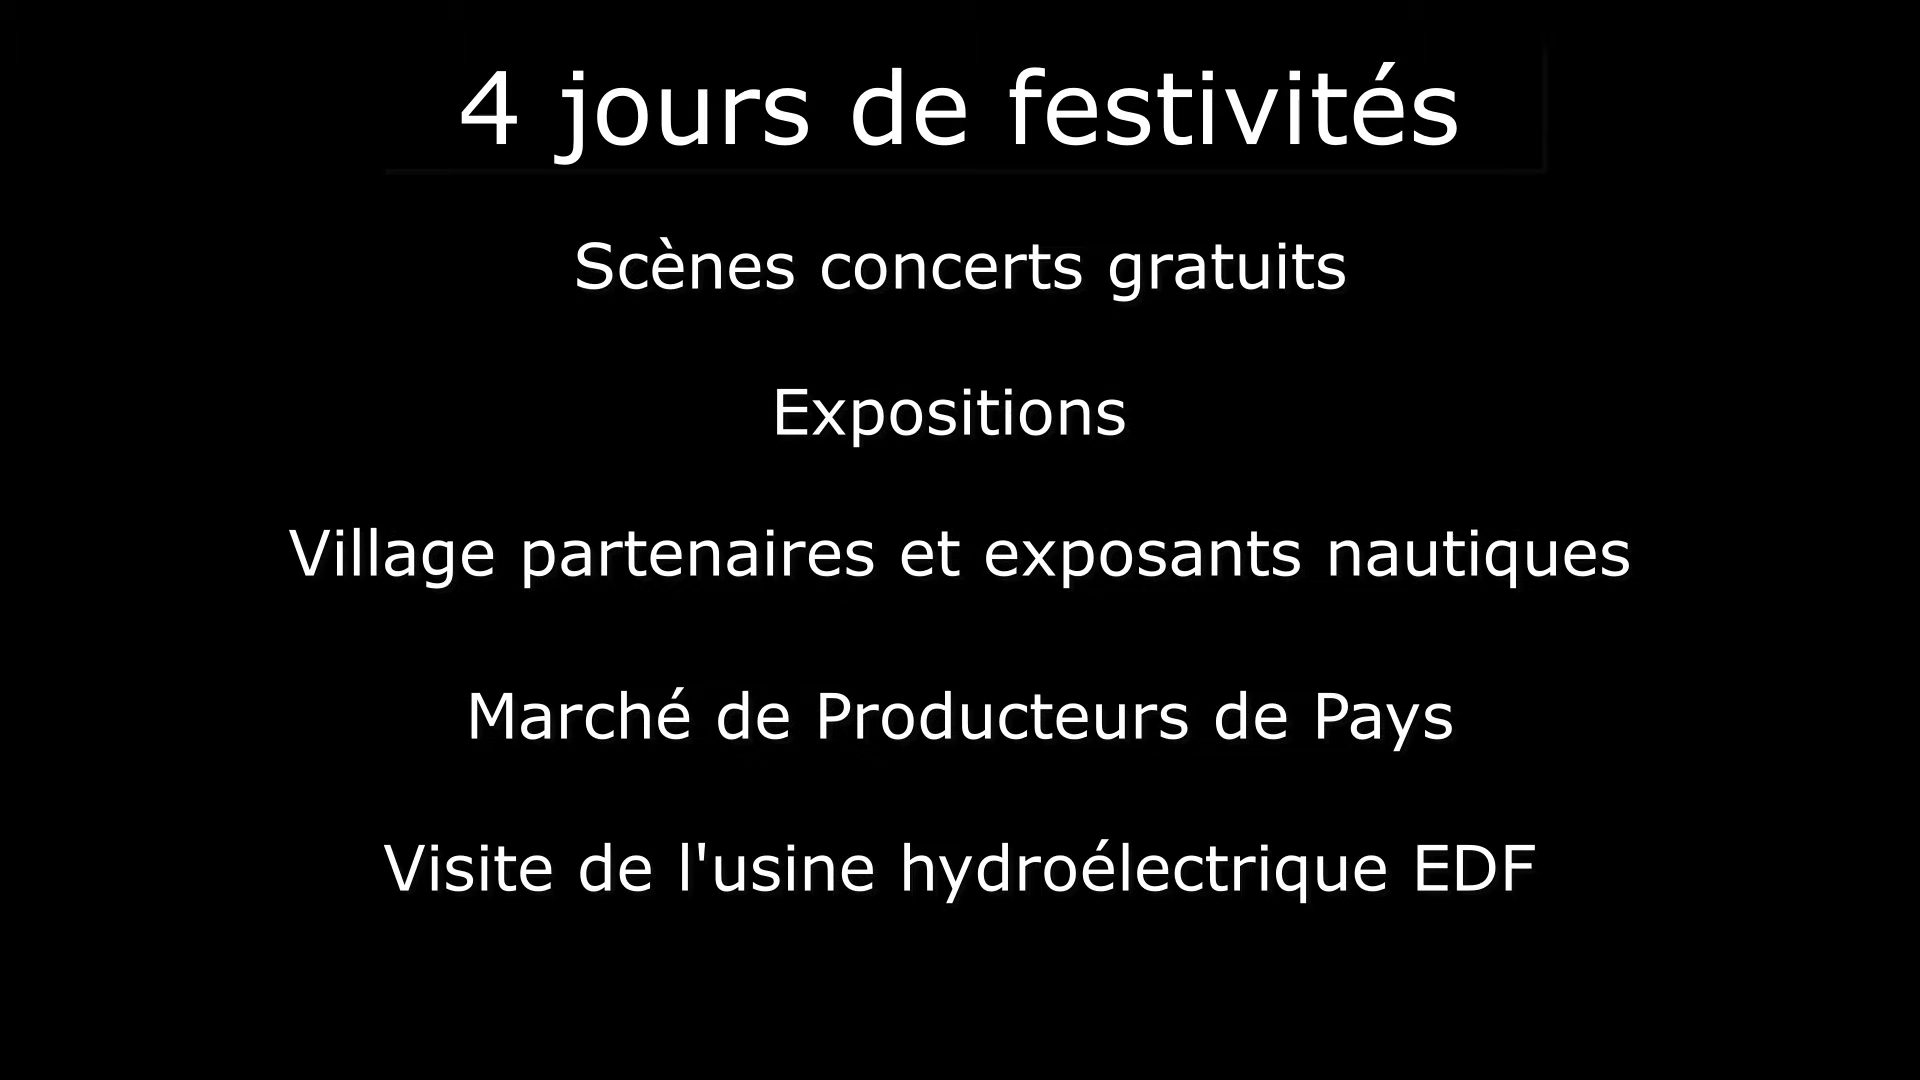 4 jours de festivités
Scènes concerts gratuits
Expositions
Village partenaires et exposants nautiques
Marché de Producteurs de Pays
Visite de l'usine hydroélectrique EDF